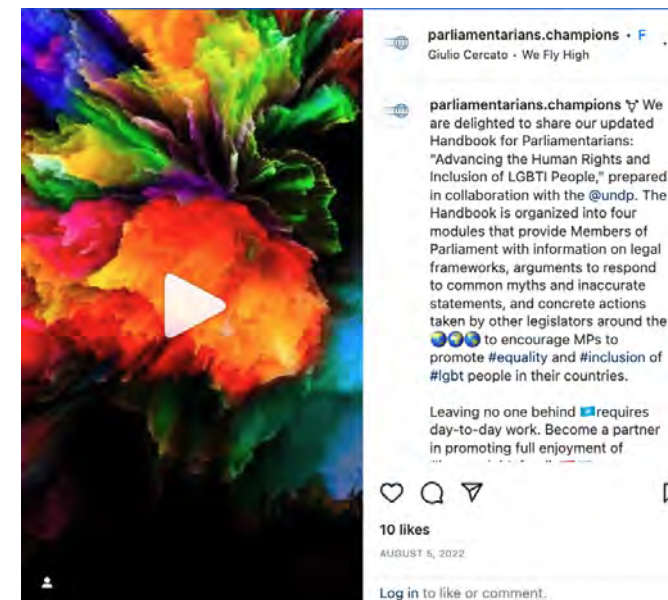 parliamentarians.champions • F
Giulio Cercato • We Fly High
parliamentarians.champions ⚧ We
are delighted to share our updated
Handbook for Parliamentarians:
"Advancing the Human Rights and
Inclusion of LGBTI People," prepared
in collaboration with the @undp. The
Handbook is organized into four
modules that provide Members of
Parliament with information on legal
frameworks, arguments to respond
to common myths and inaccurate
statements, and concrete actions
taken by other legislators around the
🌍🌎🌏 to encourage MPs to
promote #equality and #inclusion of
#lgbt people in their countries.
Leaving no one behind 🇺🇳requires
day-to-day work. Become a partner
in promoting full enjoyment of
10 likes
AUGUST 5, 2022
Log in to like or comment.